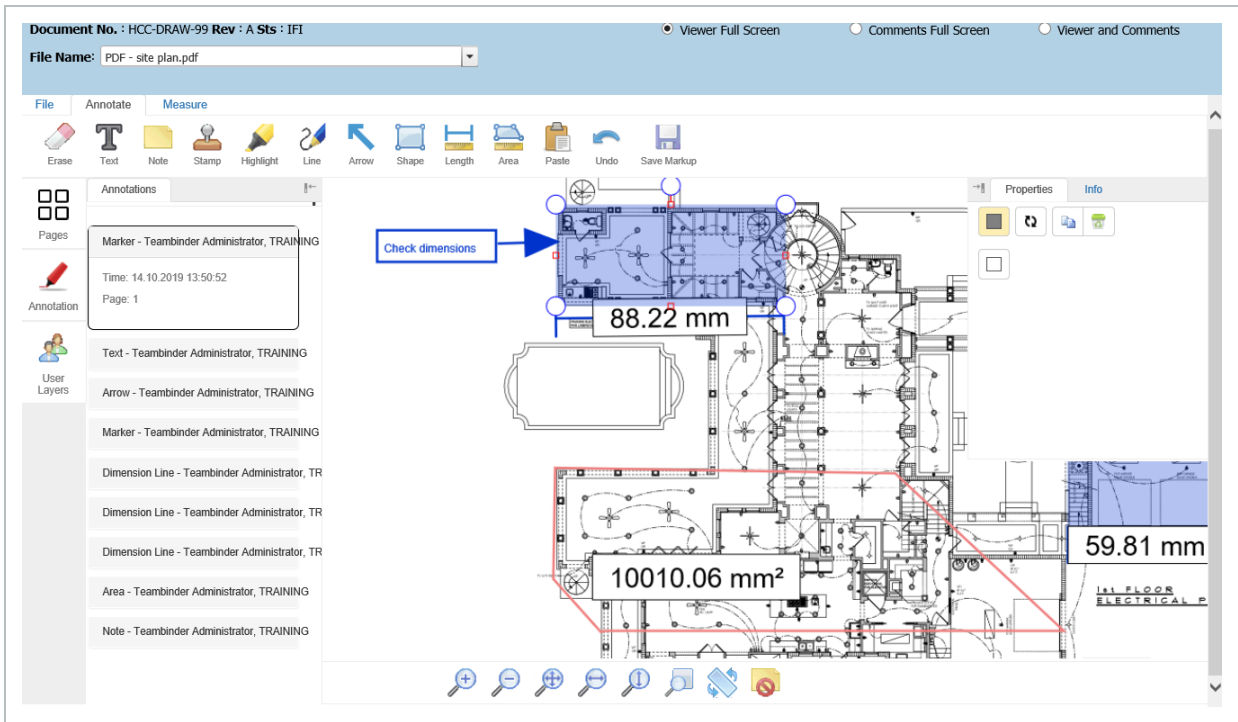 Document No. : HCC-DRAW-99 Rev : A Sts : IFI
Viewer Full Screen
Comments Full Screen
Viewer and Comments
File Name: PDF - site plan.pdf
File
Annotate
Measure
Erase
Text
Note
Stamp
Highlight
Line
Arrow
Shape
Length
Area
Paste
Undo
Save Markup
Pages
Annotation
User
Layers
Annotations
Marker - Teambinder Administrator, TRAINING
Time: 14.10.2019 13:50:52
Page: 1
Text - Teambinder Administrator, TRAINING
Arrow - Teambinder Administrator, TRAINING
Marker - Teambinder Administrator, TRAINING
Dimension Line - Teambinder Administrator, TR
Dimension Line - Teambinder Administrator, TR
Dimension Line - Teambinder Administrator, TR
Area - Teambinder Administrator, TRAINING
Note - Teambinder Administrator, TRAINING
Check dimensions
88.22 mm
10010.06 mm²
59.81 mm
1st FLOOR
ELECTRICAL P
Properties
Info